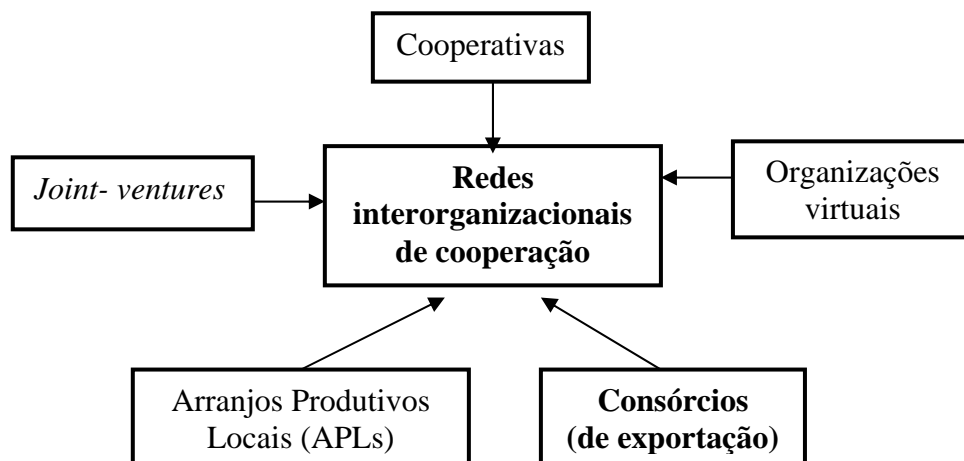 Cooperativas
Joint- ventures
Redes
interorganizacionais
de cooperação
Organizações
virtuais
Arranjos Produtivos
Locais (APLs)
Consórcios
(de exportação)